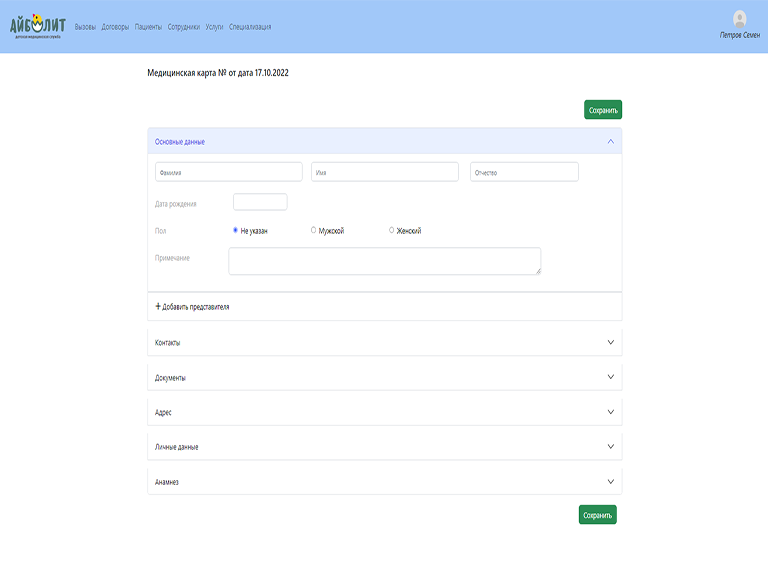 АЙБОЛИТ
ДЕТСКАЯ МЕДИЦИНСКАЯ СЛУЖБА
Вызовы Договоры Пациенты Сотрудники Услуги Специализация
Петров Семен
Медицинская карта № от дата 17.10.2022
Сохранить
Основные данные
Фамилия Имя Отчество
Дата рождения
Пол Не указан Мужской Женский
Примечание
+ Добавить представителя
Контакты
Документы
Адрес
Личные данные
Анамнез
Сохранить